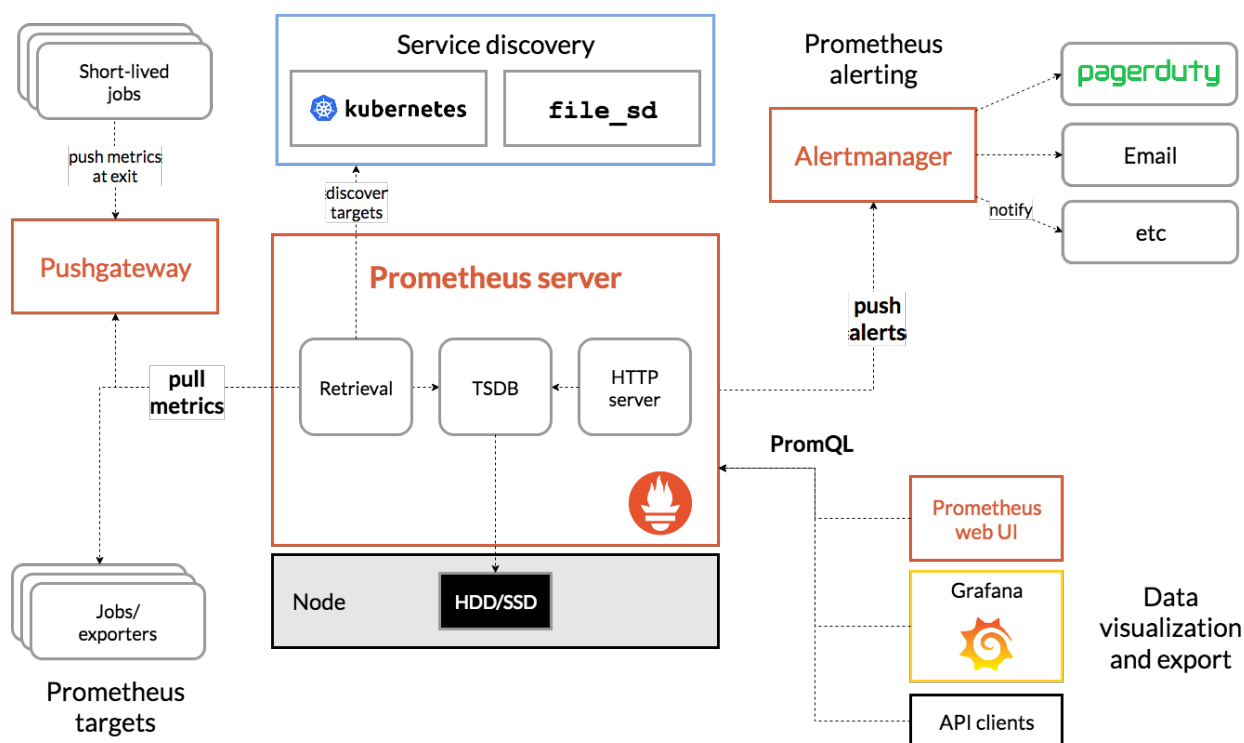 Short-lived
jobs
push metrics
at exit
Pushgateway
Service discovery
kubernetes
file_sd
discover
targets
Prometheus
alerting
Alertmanager
pagerduty
Email
notify
etc
Prometheus server
Retrieval
TSDB
HTTP
server
pull
metrics
push
alerts
PromQL
Node
HDD/SSD
Jobs/
exporters
Prometheus
targets
Prometheus
web UI
Grafana
API clients
Data
visualization
and export